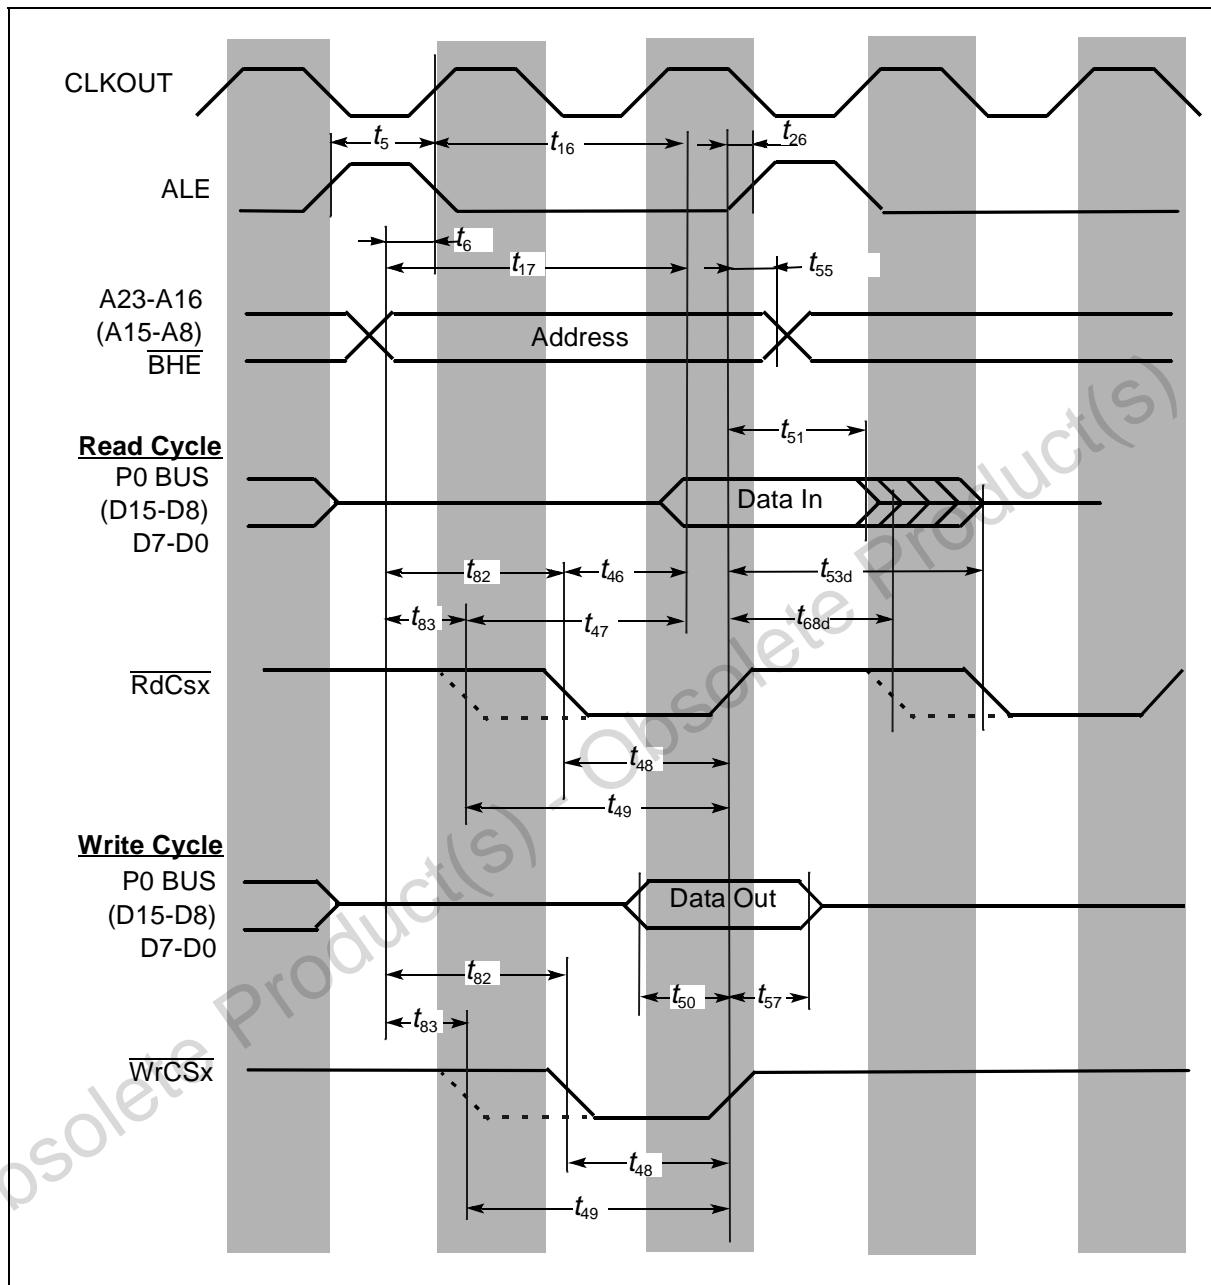 CLKOUT
t5
t16
t26
ALE
t6
t17
t55
A23-A16
(A15-A8)
BHE
Address
t51
Read Cycle
P0 BUS
(D15-D8)
D7-D0
Data In
t82
t46
t53d
t83
t47
t68d
RdCsx
t48
t49
Write Cycle
P0 BUS
(D15-D8)
D7-D0
Data Out
t82
t50
t57
t83
WrCSx
t48
t49
Obsolete Product(s) - Obsolete Product(s)